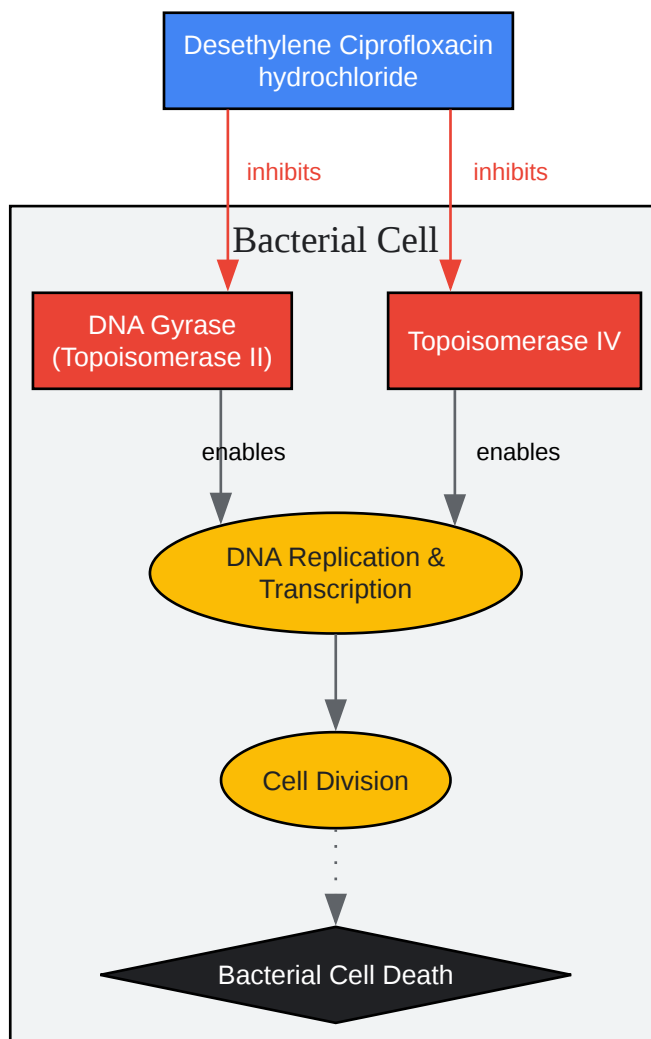 Desethylene Ciprofloxacin
hydrochloride
inhibits
inhibits
Bacterial Cell
DNA Gyrase
(Topoisomerase II)
Topoisomerase IV
enables
enables
DNA Replication &
Transcription
Cell Division
Bacterial Cell Death